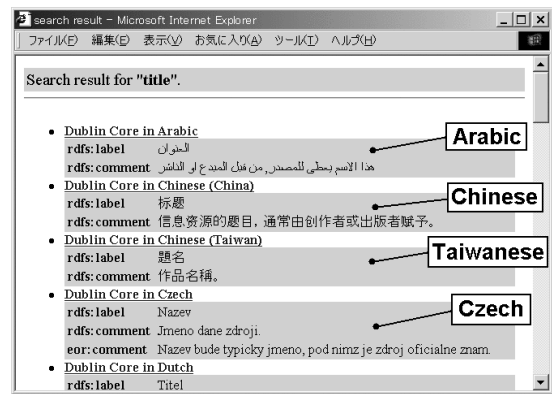 search result - Microsoft Internet Explorer
ファイル(F) 編集(E) 表示(V) お気に入り(A) ツール(T) ヘルプ(H)
Search result for "title".
Dublin Core in Arabic
rdfs:label العنوان
rdfs:comment هذا الاسم يعطى للمصدر, من قبل المبدع او الناشر
Arabic
Dublin Core in Chinese (China)
rdfs:label 标题
rdfs:comment 信息资源的题目，通常由创作者或出版者赋予。
Chinese
Dublin Core in Chinese (Taiwan)
rdfs:label 題名
rdfs:comment 作品名稱。
Taiwanese
Dublin Core in Czech
rdfs:label Nazev
rdfs:comment Jmeno dane zdroji.
eor:comment Nazev bude typicky jmeno, pod nimz je zdroj oficialne znam.
Czech
Dublin Core in Dutch
rdfs:label Titel